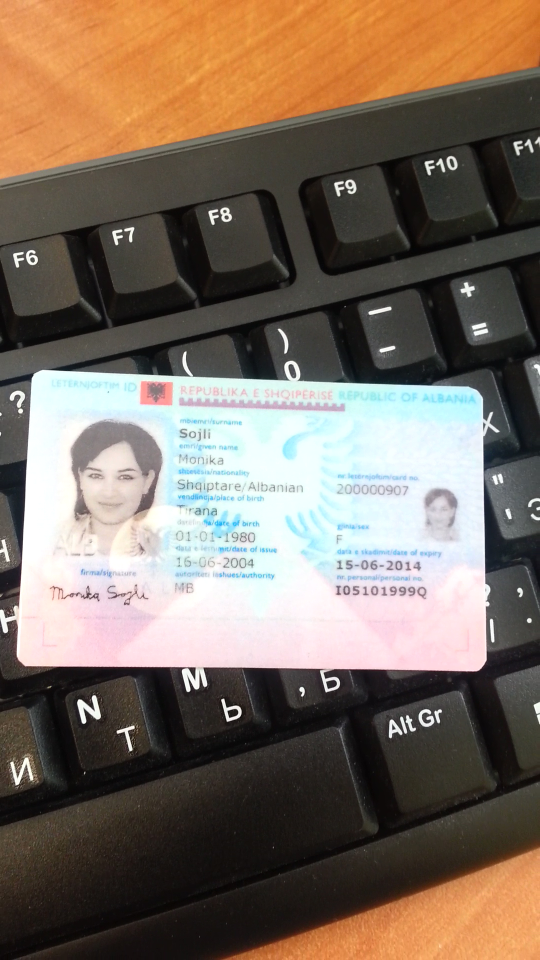 F6 F7 F8 F9 F10 F11
+
=
_
-
)
0
(
?
LETËRNJOFTIM ID REPUBLIKA E SHQIPËRISË REPUBLIC OF ALBANIA
mbiemri/surname
Sojli
emri/given name
Monika
shtetësia/nationality
Shqiptare/Albanian
vendlindja/place of birth
Tirana
datëlindja/date of birth
01-01-1980
data e lëshimit/date of issue
16-06-2004
autoriteti lëshues/authority
MB
nr. letërnjoftimi/card no.
200000907
gjinia/sex
F
data e skadimit/date of expiry
15-06-2014
nr. personal/personal no.
I05101999Q
firma/signature
Monika Sojli
ALB
X
Э
H
? ,
N
Т
M
Ь
, Б
И
Alt Gr